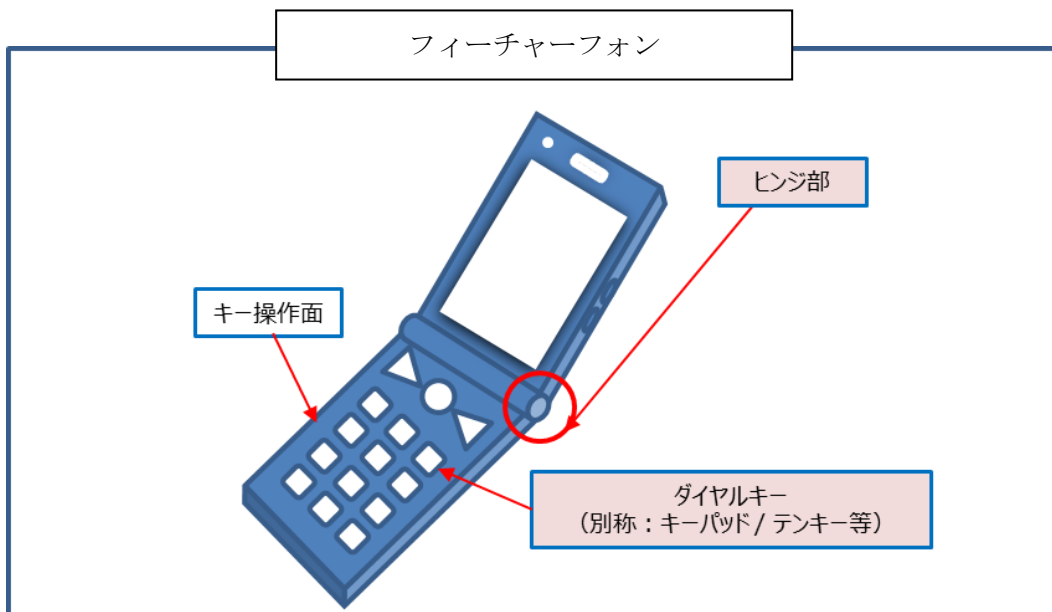 フィーチャーフォン
ヒンジ部
キー操作面
ダイヤルキー
（別称：キーパッド / テンキー等）